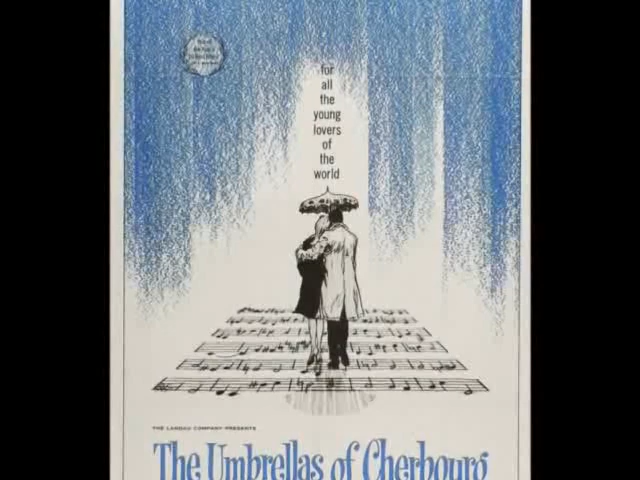 for
all
the
young
lovers
of
the
world
THE LANDAU COMPANY PRESENTS
The Umbrellas of Cherbourg